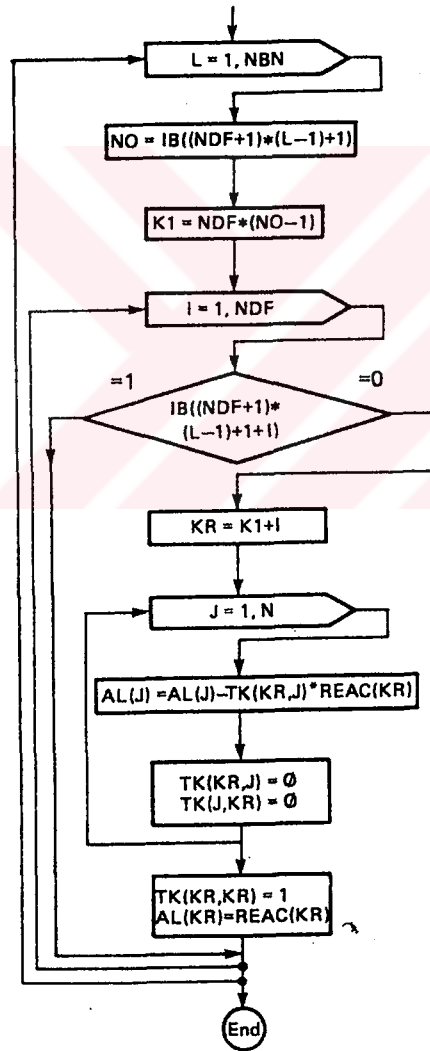 L = 1, NBN
NO = IB((NDF+1)*(L–1)+1)
K1 = NDF*(NO–1)
I = 1, NDF
=1
=0
IB((NDF+1)*
(L–1)+1+I)
KR = K1+I
J = 1, N
AL(J) =AL(J)–TK(KR,J)*REAC(KR)
TK(KR,J) = Ø
TK(J,KR) = Ø
TK(KR,KR) = 1
AL(KR)=REAC(KR)
End